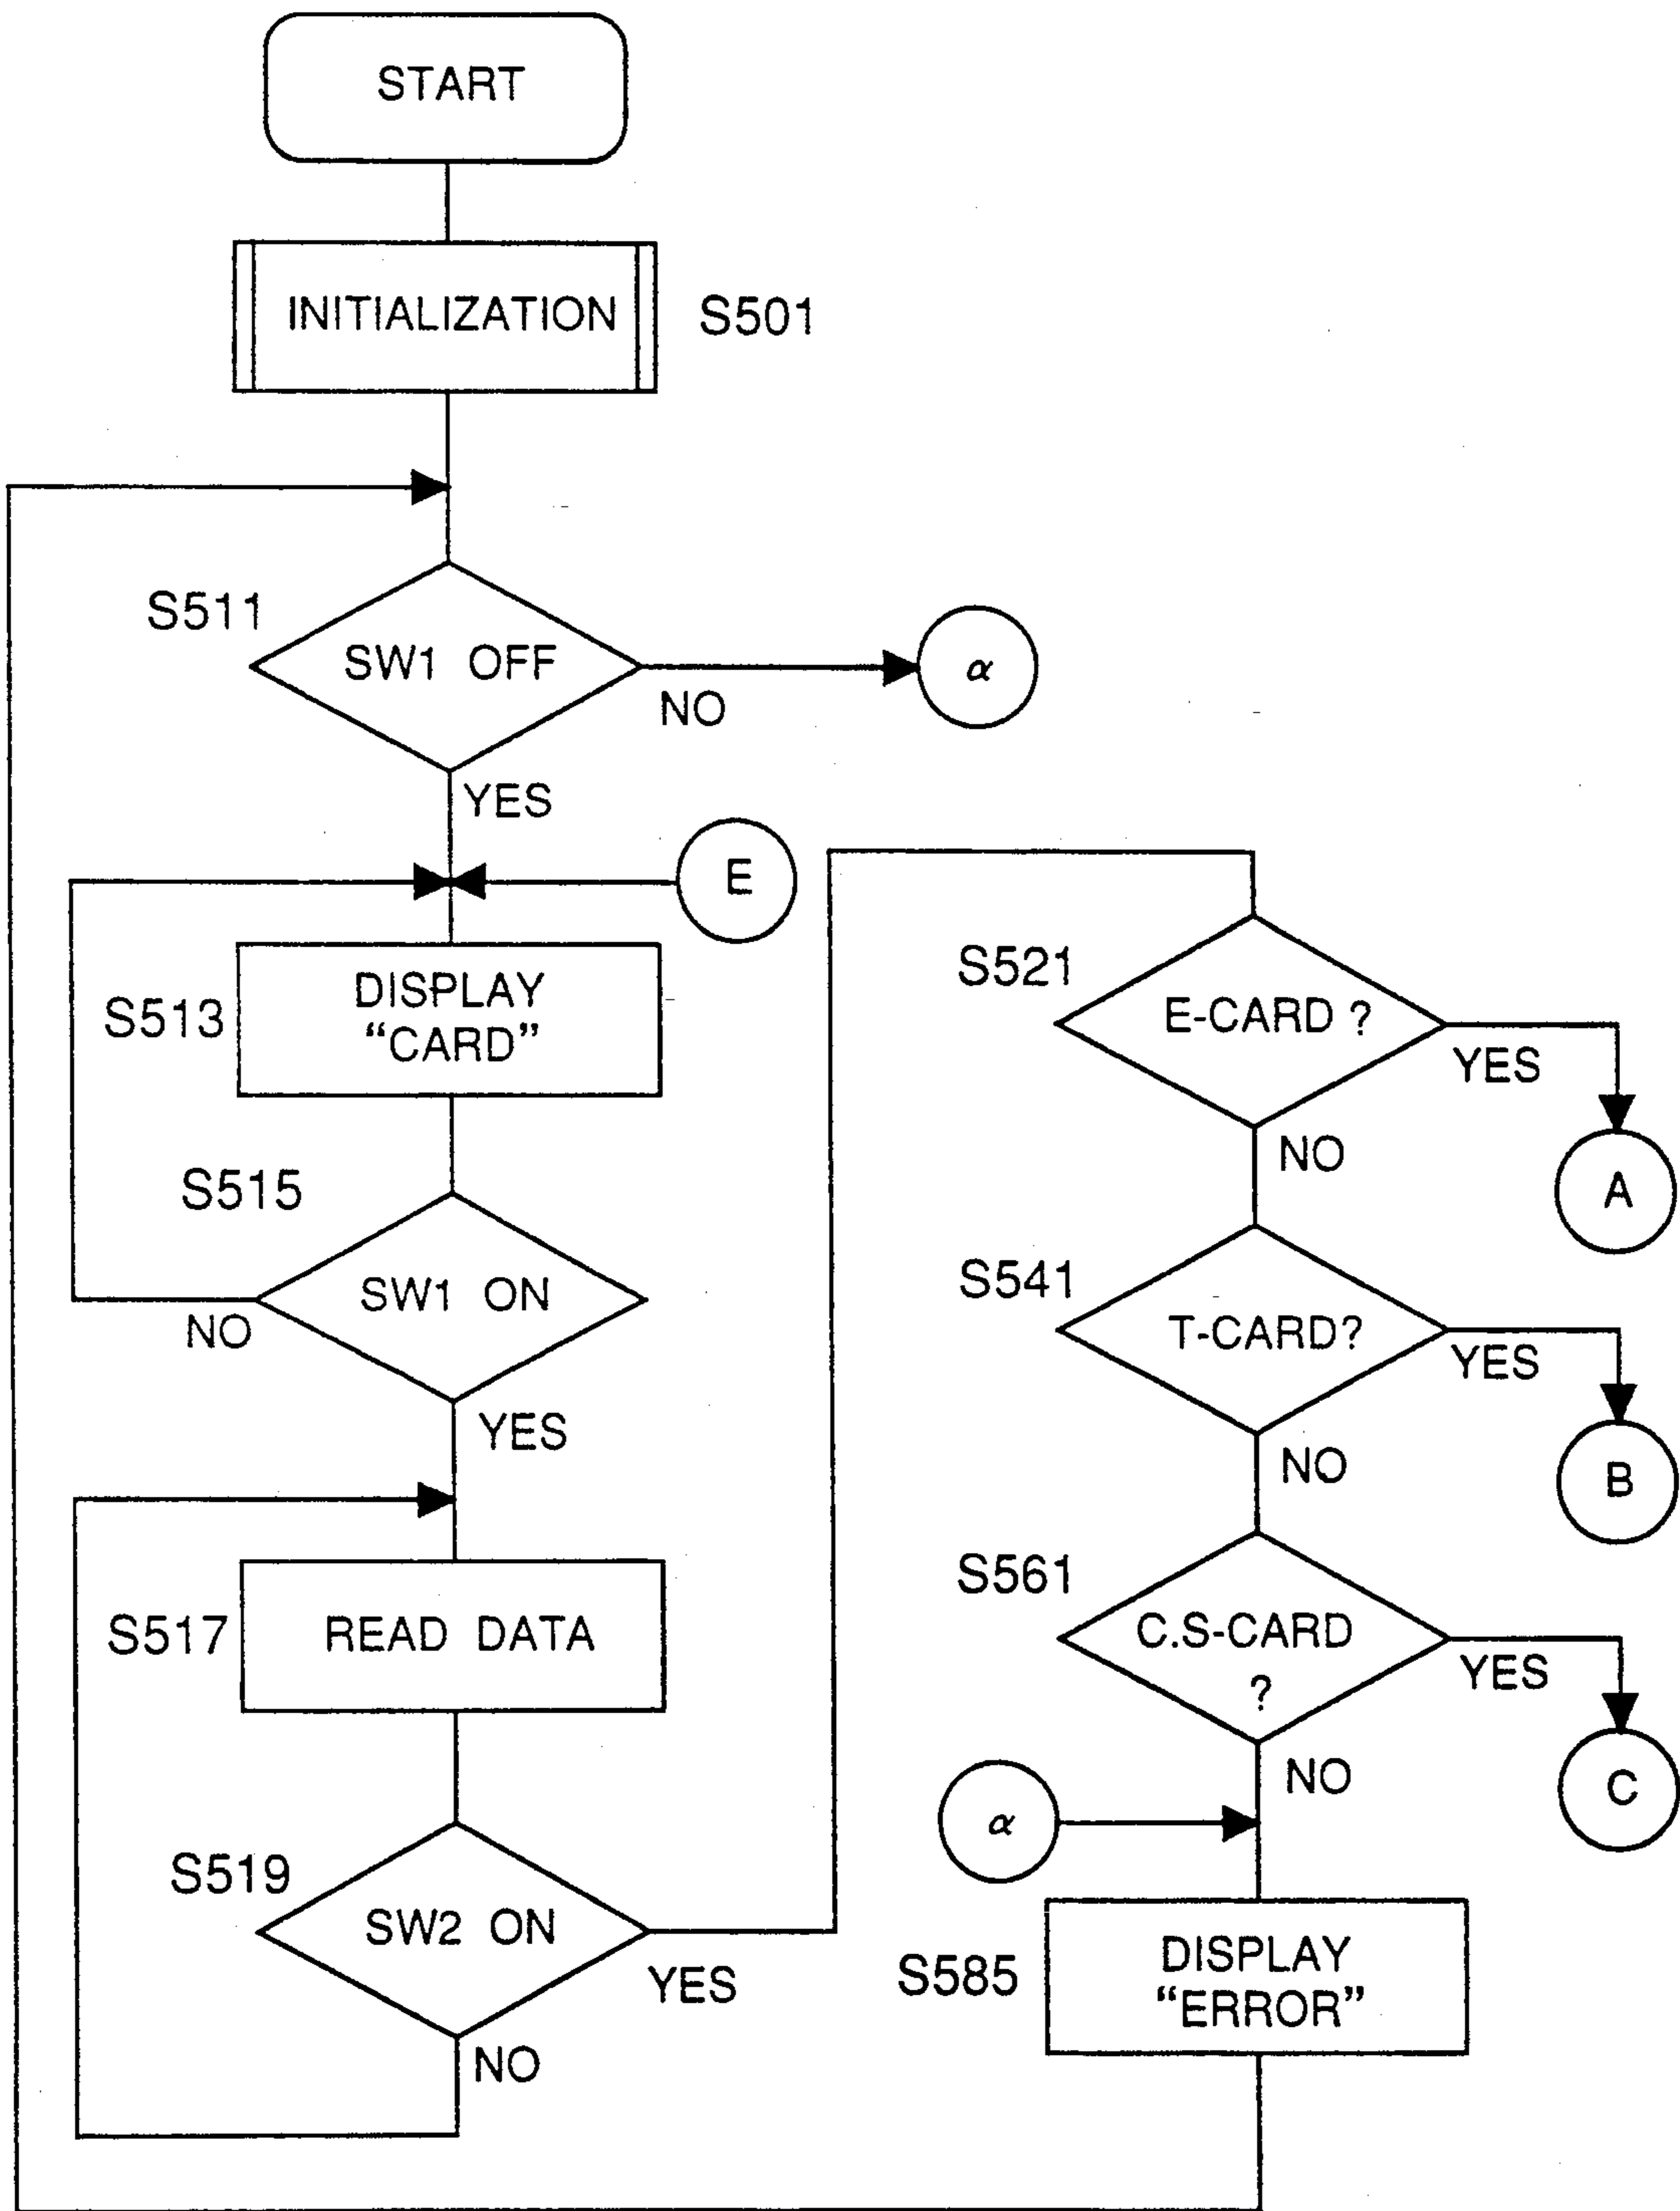 START
INITIALIZATION
S501
S511
SW1 OFF
α
NO
YES
E
S513
DISPLAY
“CARD”
S515
SW1 ON
NO
YES
S517
READ DATA
S519
SW2 ON
YES
NO
S521
E-CARD ?
YES
NO
A
S541
T-CARD?
YES
NO
B
S561
C.S-CARD
?
YES
NO
C
α
S585
DISPLAY
“ERROR”